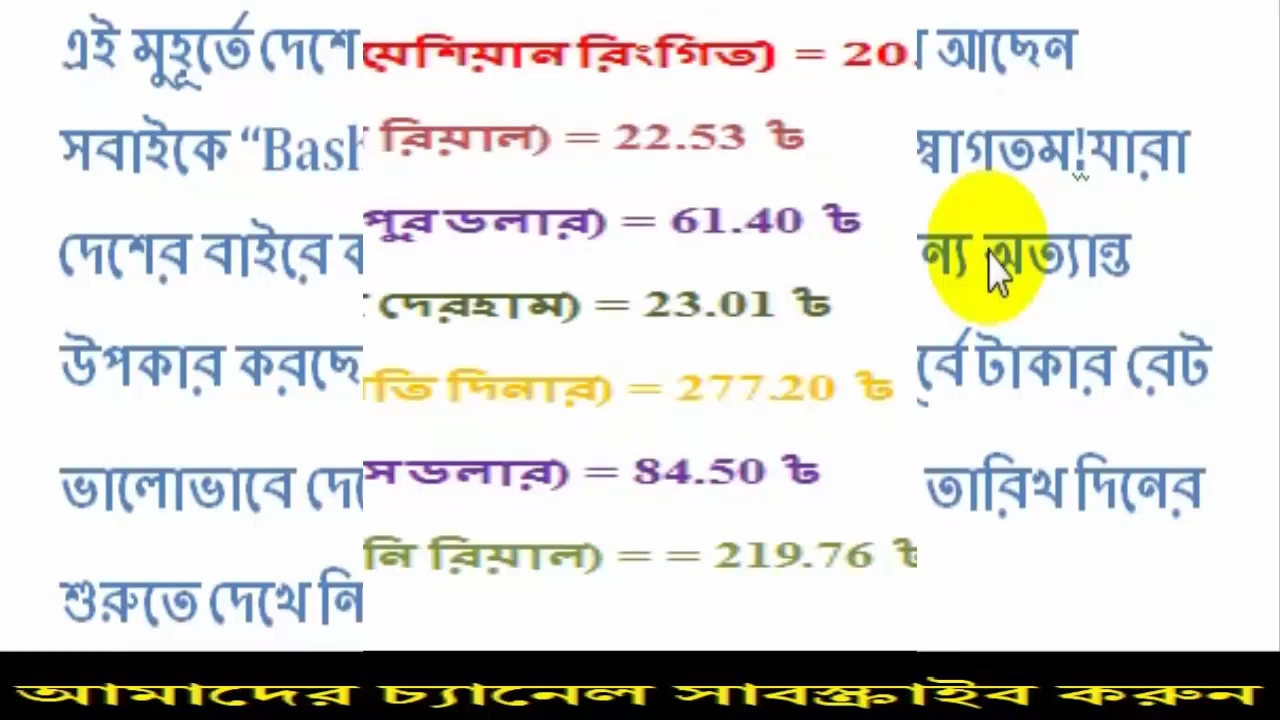 এই মুহূর্তে দেশে
আছেন
সবাইকে “Bash
স্বাগতম!যারা
দেশের বাইরে
অত্যান্ত
উপকার করছে
টাকার রেট
ভালোভাবে
তারিখ দিনের
শুরুতে দেখে
রিংগিত) = 20.
রিয়াল) = 22.53 ৳
ডলার) = 61.40 ৳
দেরহাম) = 23.01 ৳
দিনার) = 277.20 ৳
ডলার) = 84.50 ৳
রিয়াল) = = 219.76 ৳
আমাদের চ্যানেল সাবস্ক্রাইব করুন